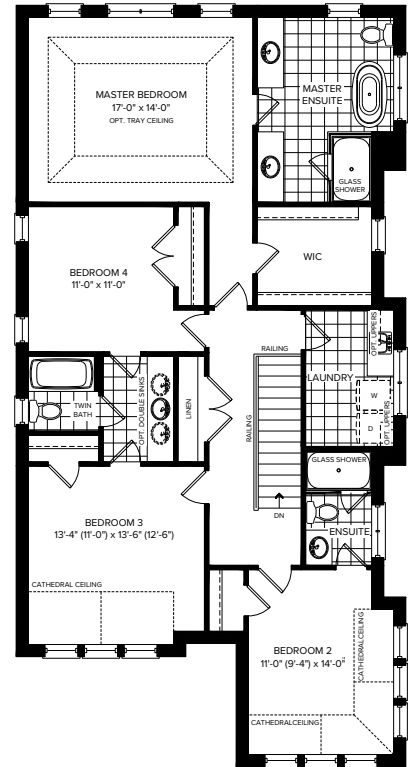 MASTER BEDROOM
17'-0" x 14'-0"
OPT. TRAY CEILING
MASTER
ENSUITE
GLASS
SHOWER
WIC
BEDROOM 4
11'-0" x 11'-0"
RAILING
LAUNDRY
OPT. UPPERS
W
D
OPT. UPPERS
TWIN
BATH
OPT. DOUBLE SINKS
LINEN
RAILING
DN
GLASS SHOWER
ENSUITE
BEDROOM 3
13'-4" (11'-0") x 13'-6" (12'-6")
CATHEDRAL CEILING
BEDROOM 2
11'-0" (9'-4") x 14'-0"
CATHEDRALCEILING
CATHEDRALCEILING